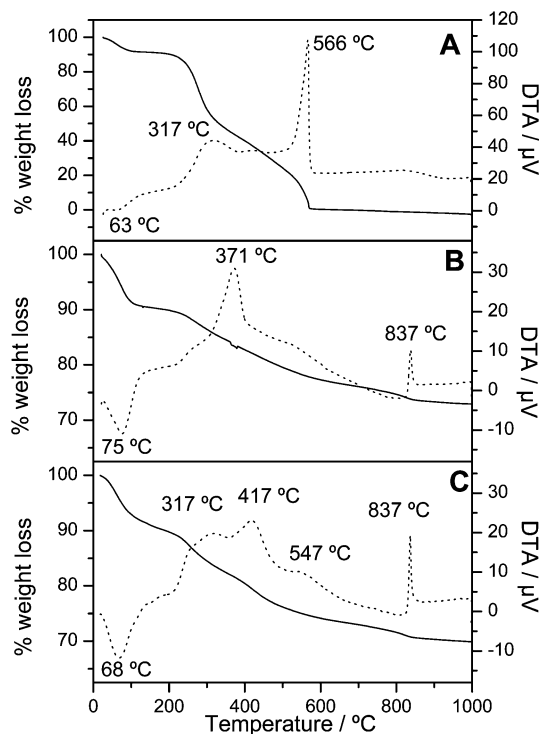 A
% weight loss
100
80
60
40
20
0
120
100
80
60
40
20
0
-20
DTA / µV
566 ºC
317 ºC
63 ºC
B
% weight loss
100
90
80
70
30
20
10
0
-10
DTA / µV
371 ºC
837 ºC
75 ºC
C
% weight loss
100
90
80
70
30
20
10
0
-10
DTA / µV
317 ºC
417 ºC
547 ºC
837 ºC
68 ºC
0 200 400 600 800 1000
Temperature / ºC